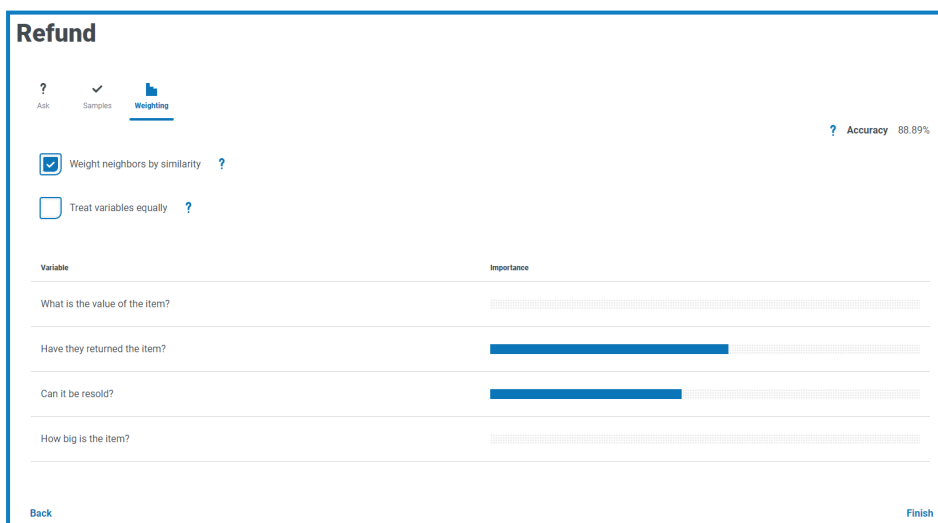 Refund
?
Ask Samples Weighting
? Accuracy 88.89%
Weight neighbors by similarity ?
Treat variables equally ?
Variable Importance
What is the value of the item?
Have they returned the item?
Can it be resold?
How big is the item?
Back Finish